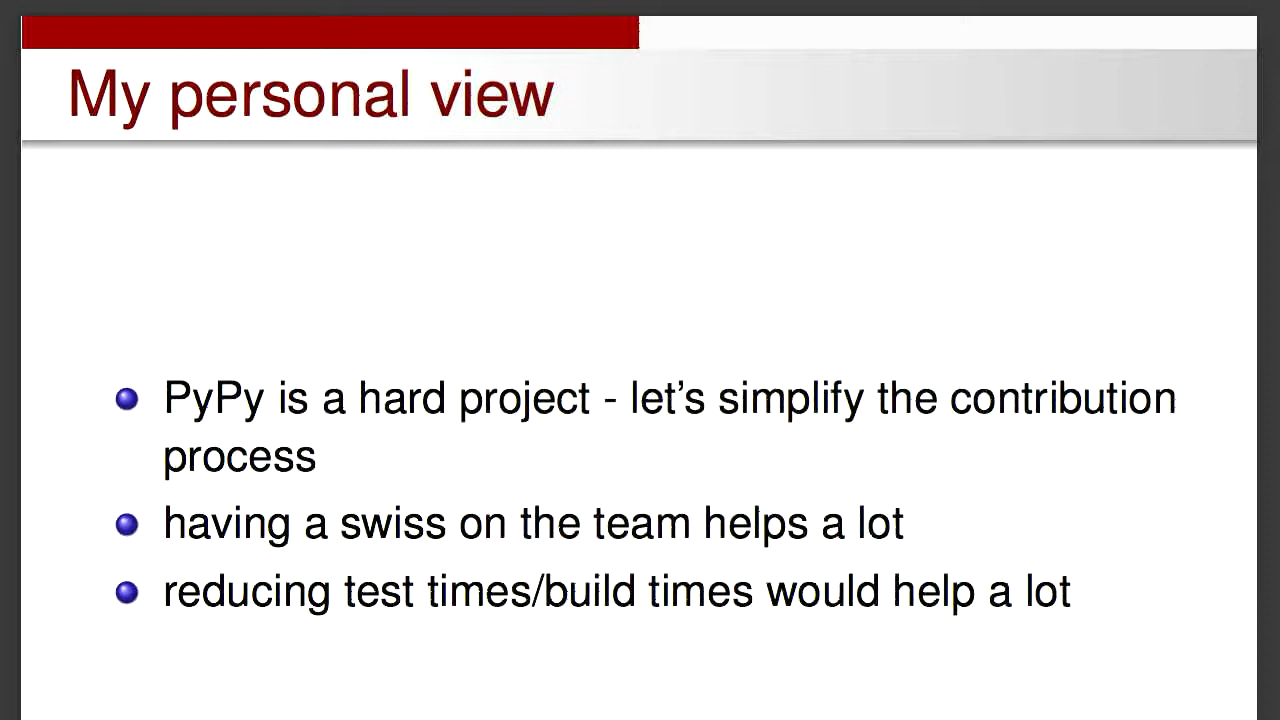 My personal view
PyPy is a hard project - let's simplify the contribution
process
having a swiss on the team helps a lot
reducing test times/build times would help a lot